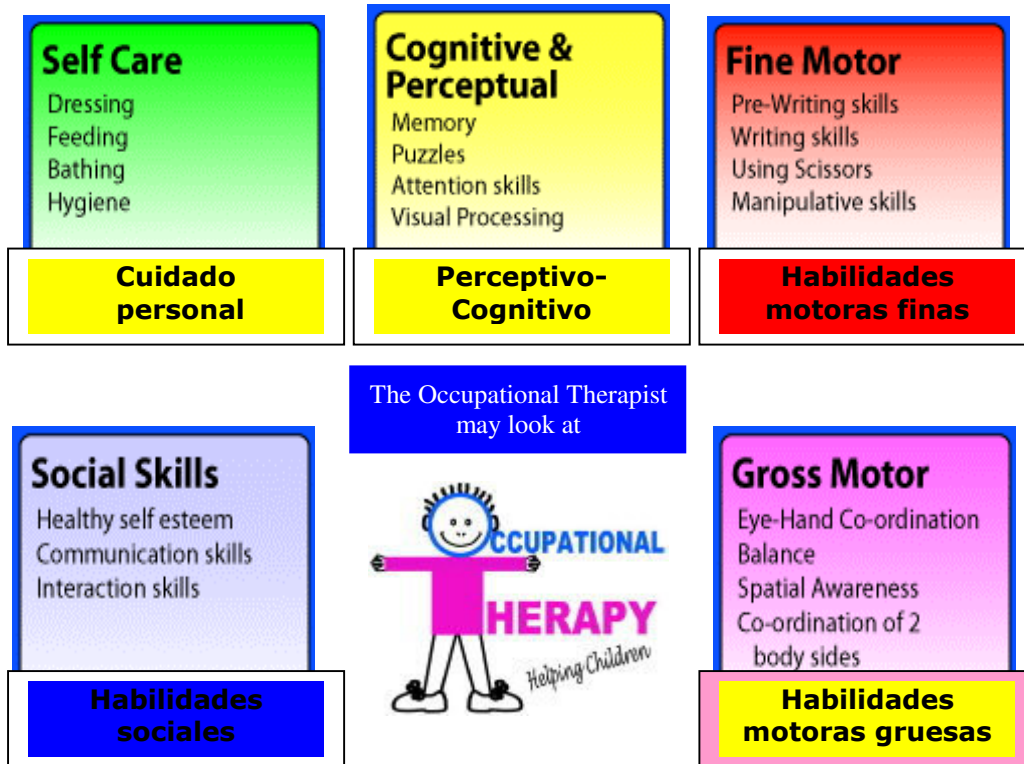 Self Care
Dressing
Feeding
Bathing
Hygiene
Cuidado
personal
Cognitive &
Perceptual
Memory
Puzzles
Attention skills
Visual Processing
Perceptivo-
Cognitivo
Fine Motor
Pre-Writing skills
Writing skills
Using Scissors
Manipulative skills
Habilidades
motoras finas
The Occupational Therapist
may look at
Social Skills
Healthy self esteem
Communication skills
Interaction skills
Habilidades
sociales
OCCUPATIONAL
THERAPY
Helping Children
Gross Motor
Eye-Hand Co-ordination
Balance
Spatial Awareness
Co-ordination of 2
body sides
Habilidades
motoras gruesas